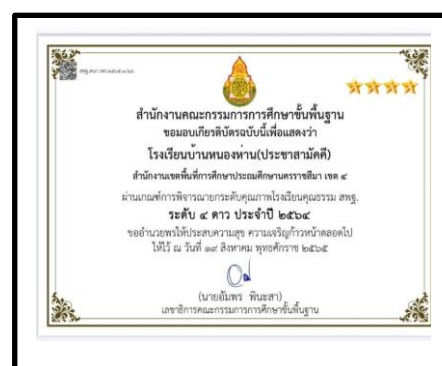 สำนักงานคณะกรรมการการศึกษาขั้นพื้นฐาน
ขอมอบเกียรติบัตรฉบับนี้เพื่อแสดงว่า
โรงเรียนบ้านหนองห่าน(ประชาสามัคคี)
สำนักงานเขตพื้นที่การศึกษาประถมศึกษานครราชสีมา เขต ๔
ผ่านเกณฑ์การพิจารณายกระดับคุณภาพโรงเรียนคุณธรรม สพฐ.
ระดับ ๔ ดาว ประจำปี ๒๕๖๔
ขออำนวยพรให้ประสบความสุข ความเจริญก้าวหน้าตลอดไป
ให้ไว้ ณ วันที่ ๑๙ สิงหาคม พุทธศักราช ๒๕๖๕
(นายอัมพร พินะสา)
เลขาธิการคณะกรรมการการศึกษาขั้นพื้นฐาน